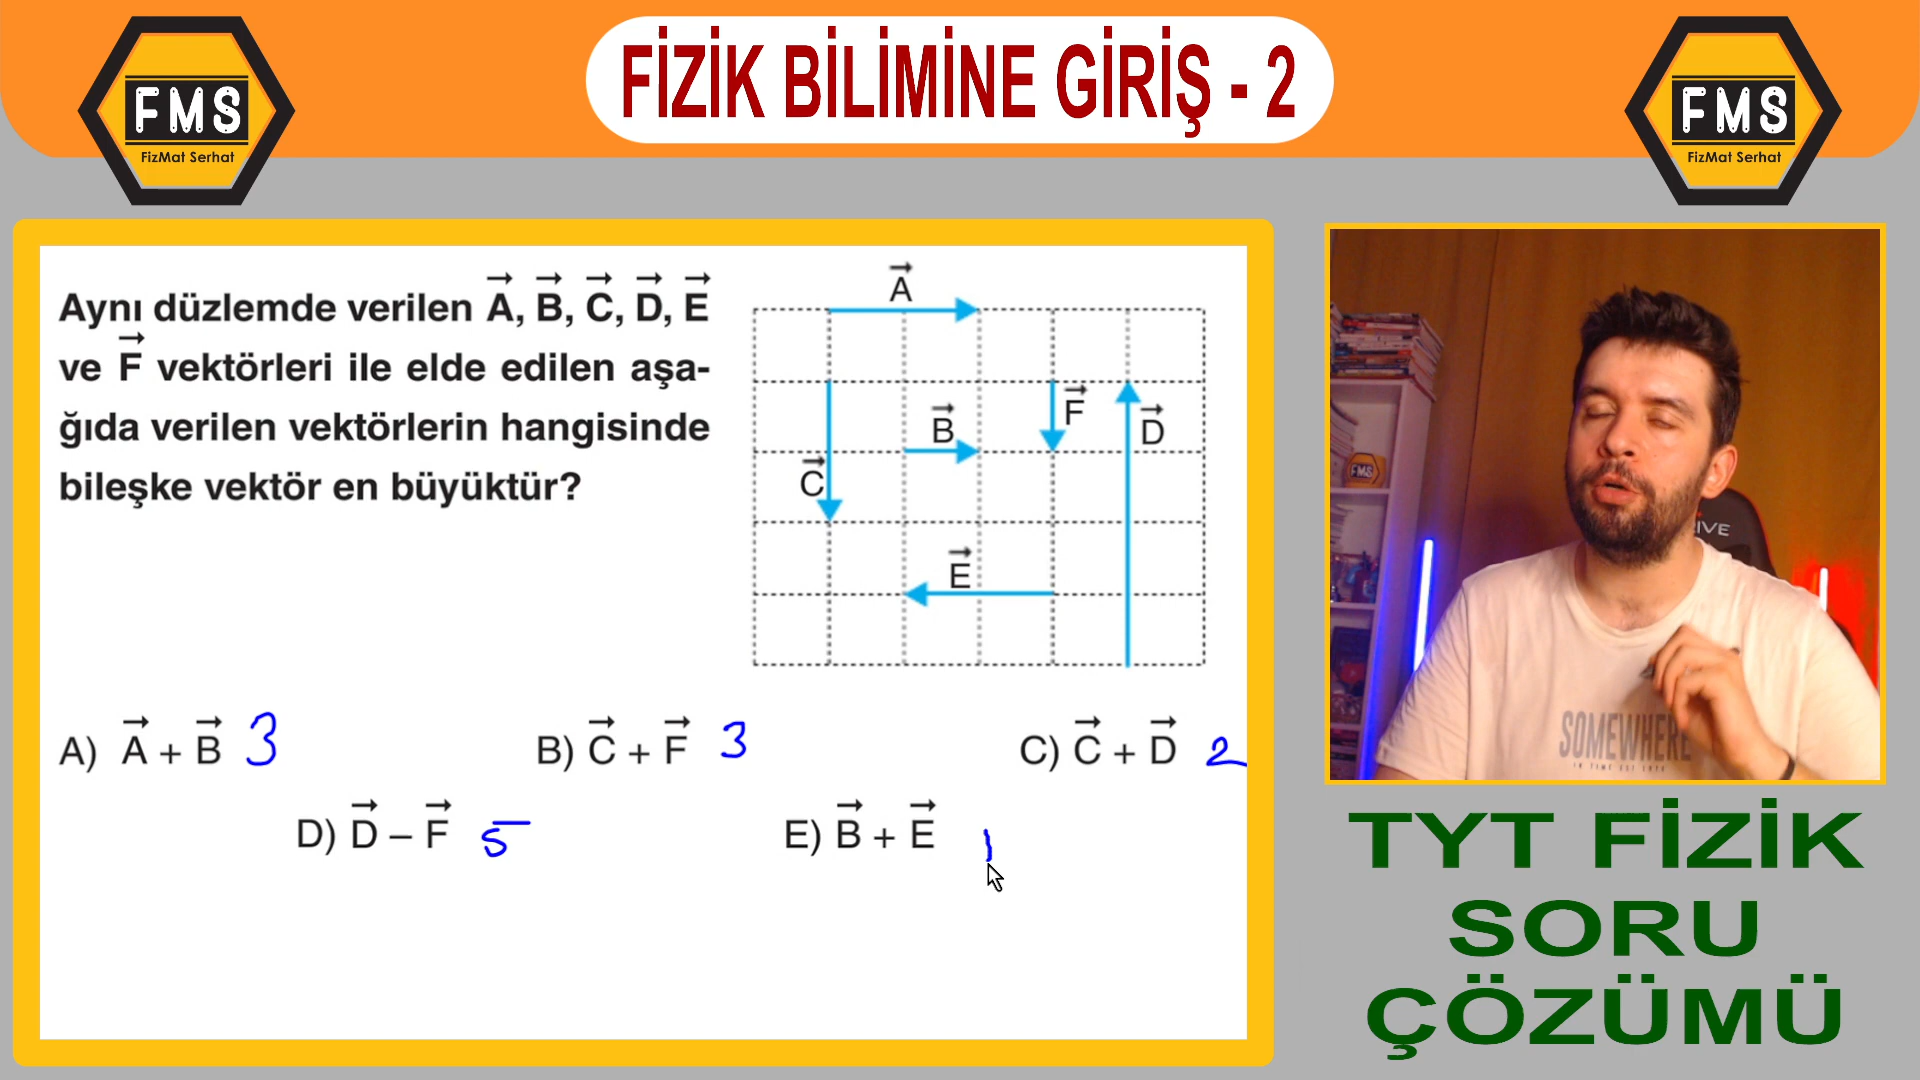 FİZİK BİLİMİNE GİRİŞ - 2
FMS
FizMat Serhat
FMS
FizMat Serhat
Aynı düzlemde verilen A, B, C, D, E
ve F vektörleri ile elde edilen aşa-
ğıda verilen vektörlerin hangisinde
bileşke vektör en büyüktür?
A
B
C
F
D
E
A) A + B 3
B) C + F 3
C) C + D 2
D) D – F 5
E) B + E 1
FMS
SOMEWHERE
TYT FİZİK
SORU
ÇÖZÜMÜ